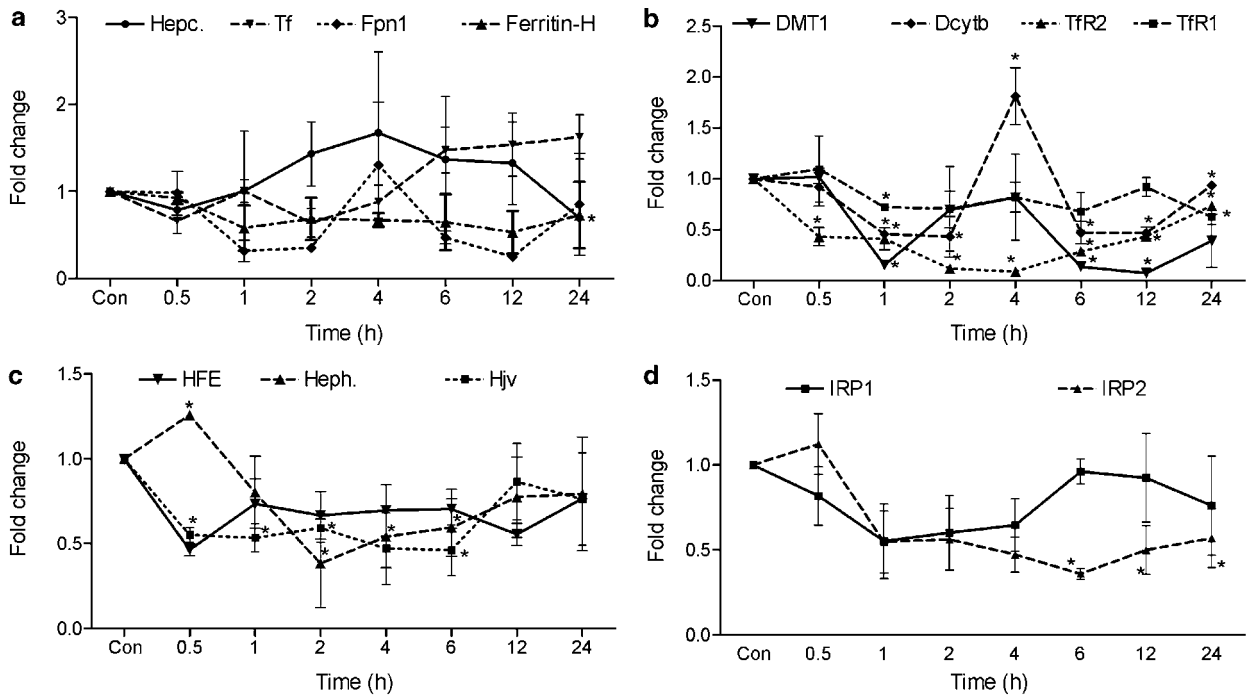 a
Hepc. Tf Fpn1 Ferritin-H
Fold change
3
2
1
0
Con 0.5 1 2 4 6 12 24
Time (h)
*
b
DMT1 Dcytb TfR2 TfR1
Fold change
2.5
2.0
1.5
1.0
0.5
0.0
Con 0.5 1 2 4 6 12 24
Time (h)
* * * * * * * * * * * * * * * * * *
c
HFE Heph. Hjv
Fold change
1.5
1.0
0.5
0.0
Con 0.5 1 2 4 6 12 24
Time (h)
* * * * * * * * *
d
IRP1 IRP2
Fold change
1.5
1.0
0.5
0.0
Con 0.5 1 2 4 6 12 24
Time (h)
* * *